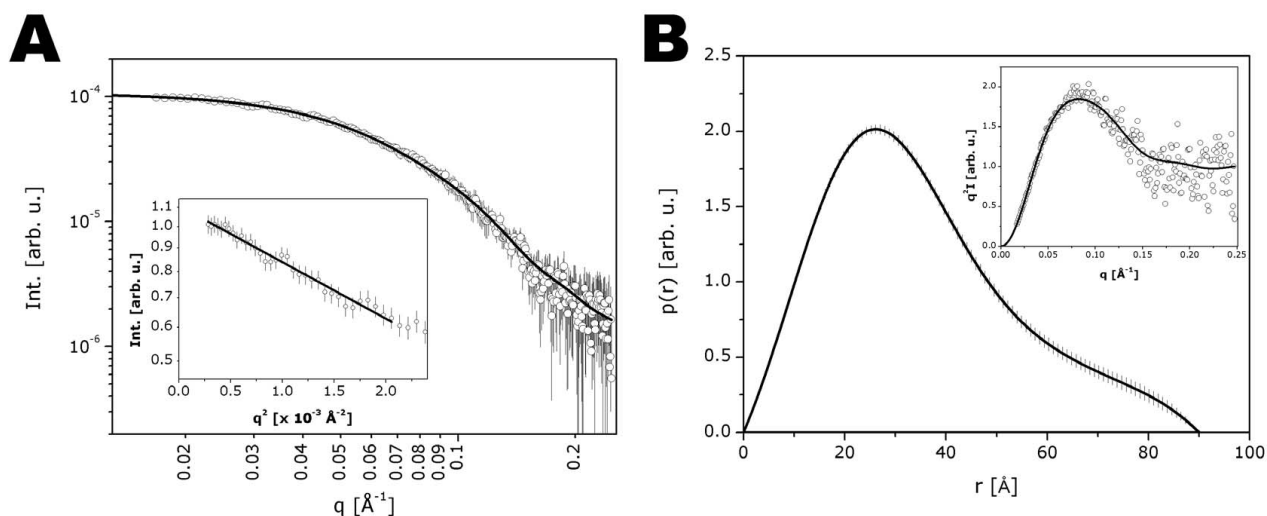 A
Int. [arb. u.]
10⁻⁴
10⁻⁵
10⁻⁶
0.02
0.03
0.04
0.05
0.06
0.07
0.08
0.09
0.1
0.2
q [Å⁻¹]
Int. [arb. u.]
1.1
1.0
0.9
0.8
0.7
0.6
0.5
0.0 0.5 1.0 1.5 2.0
q² [x 10⁻³ Å⁻²]
B
p(r) [arb. u.]
2.5
2.0
1.5
1.0
0.5
0.0
0 20 40 60 80 100
r [Å]
q²I [arb. u.]
2.0
1.5
1.0
0.5
0.0
0.00 0.05 0.10 0.15 0.20 0.25
q [Å⁻¹]